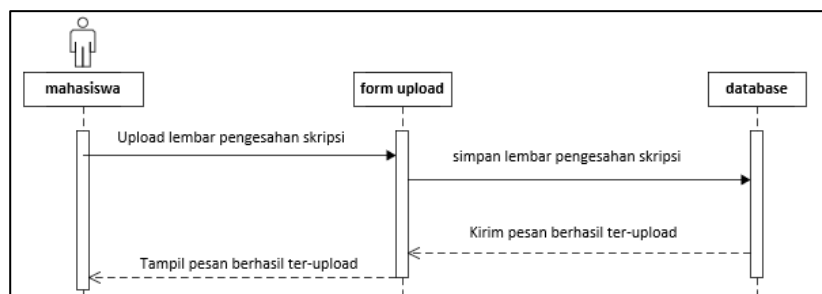 mahasiswa
form upload
database
Upload lembar pengesahan skripsi
simpan lembar pengesahan skripsi
Kirim pesan berhasil ter-upload
Tampil pesan berhasil ter-upload